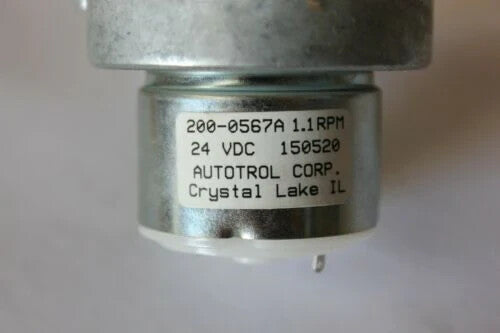 200-0567A 1.1RPM
24 VDC 150520
AUTOTROL CORP.
Crystal Lake IL